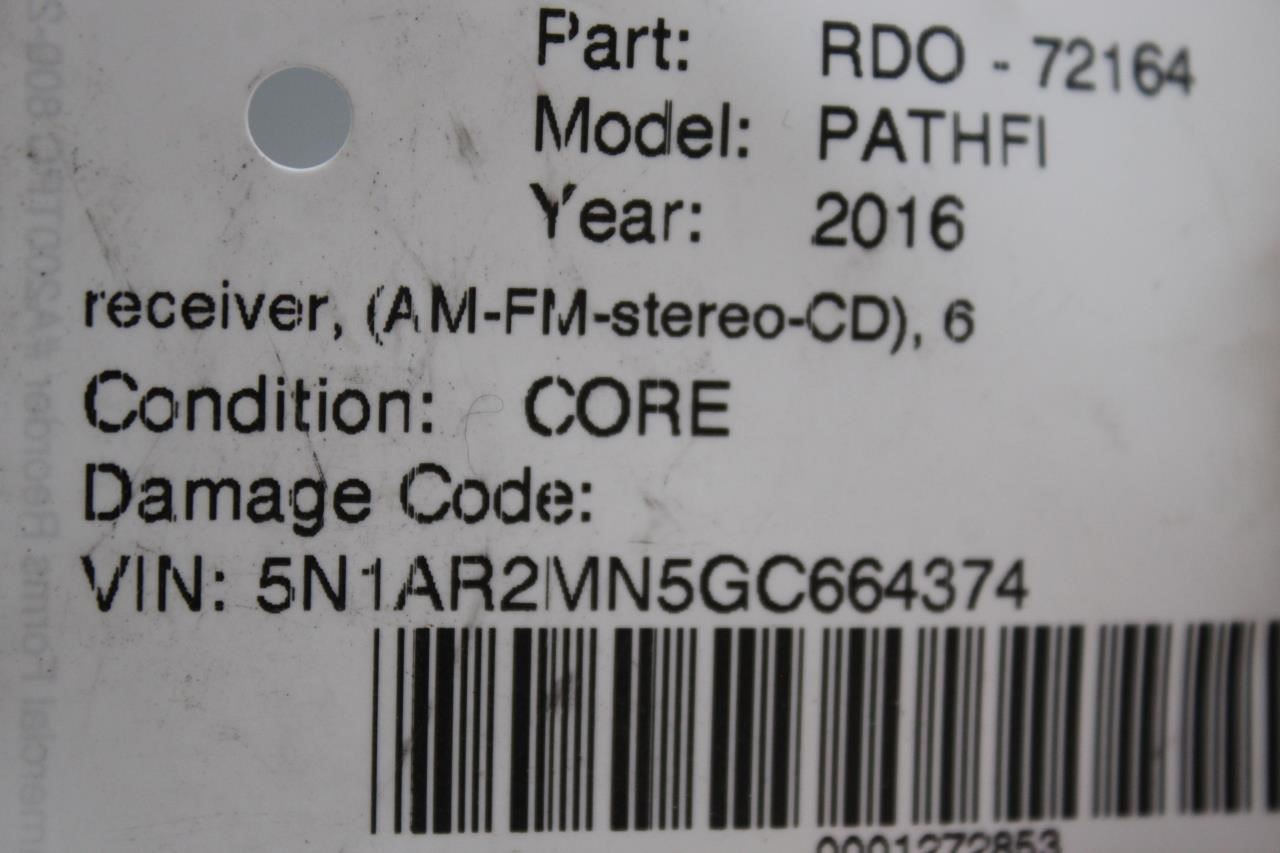 Part: RDO - 72164
Model: PATHFI
Year: 2016
receiver, (AM-FM-stereo-CD), 6
Condition: CORE
Damage Code:
VIN: 5N1AR2MN5GC664374
0001272853